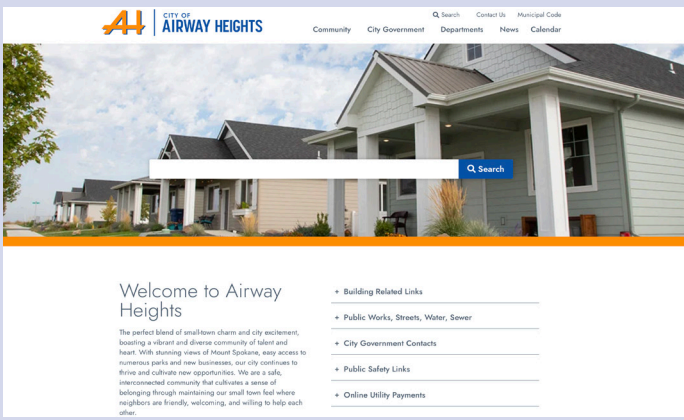 Search Contact Us Municipal Code
AH CITY OF
AIRWAY HEIGHTS
Community City Government Departments News Calendar
Search
Welcome to Airway
Heights
The perfect blend of small-town charm and city excitement,
boasting a vibrant and diverse community of talent and
heart. With stunning views of Mount Spokane, easy access to
numerous parks and new businesses, our city continues to
thrive and cultivate new opportunities. We are a safe,
interconnected community that cultivates a sense of
belonging through maintaining our small town feel where
neighbors are friendly, welcoming, and willing to help each
other.
+ Building Related Links
+ Public Works, Streets, Water, Sewer
+ City Government Contacts
+ Public Safety Links
+ Online Utility Payments